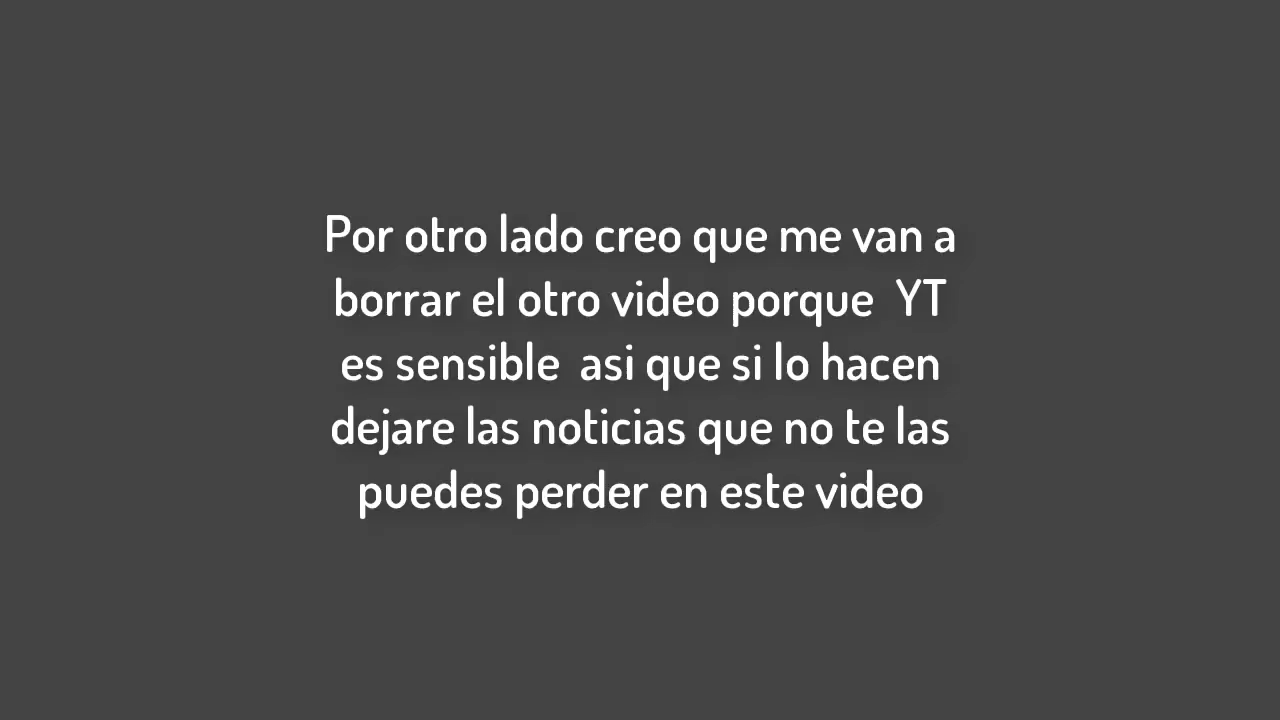 Por otro lado creo que me van a
borrar el otro video porque  YT
es sensible  asi que si lo hacen
dejare las noticias que no te las
puedes perder en este video